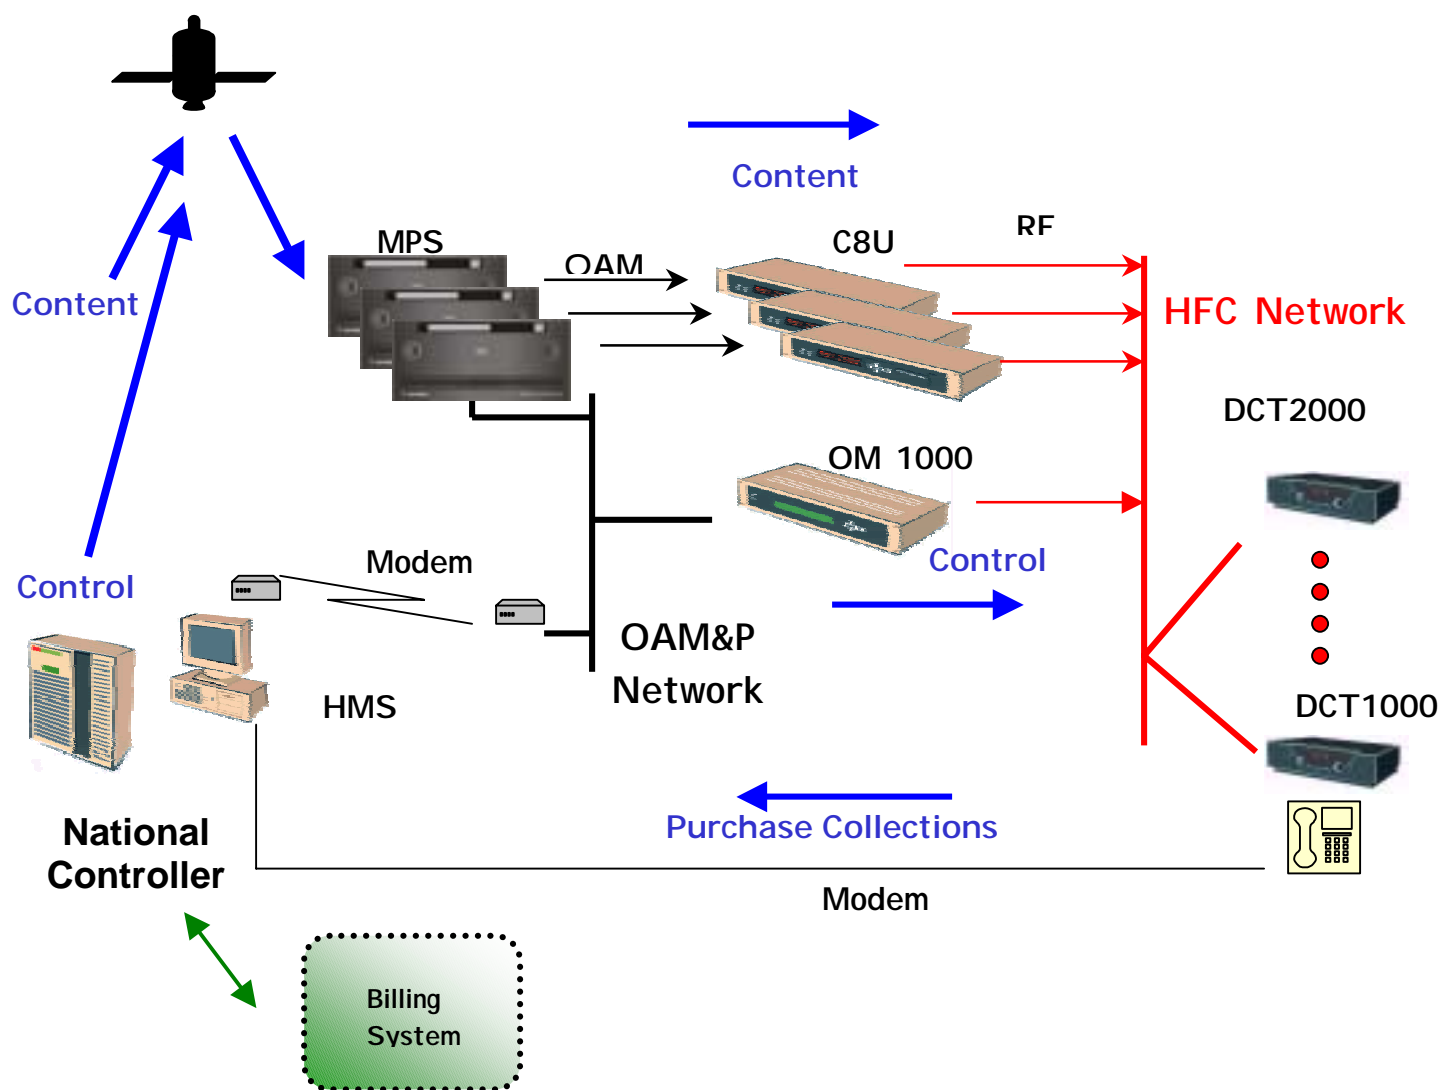 Content
MPS
OAM
C8U
RF
Content
HFC Network
DCT2000
OM 1000
Control
Modem
Control
OAM&P
Network
HMS
DCT1000
Purchase Collections
National
Controller
Modem
Billing
System